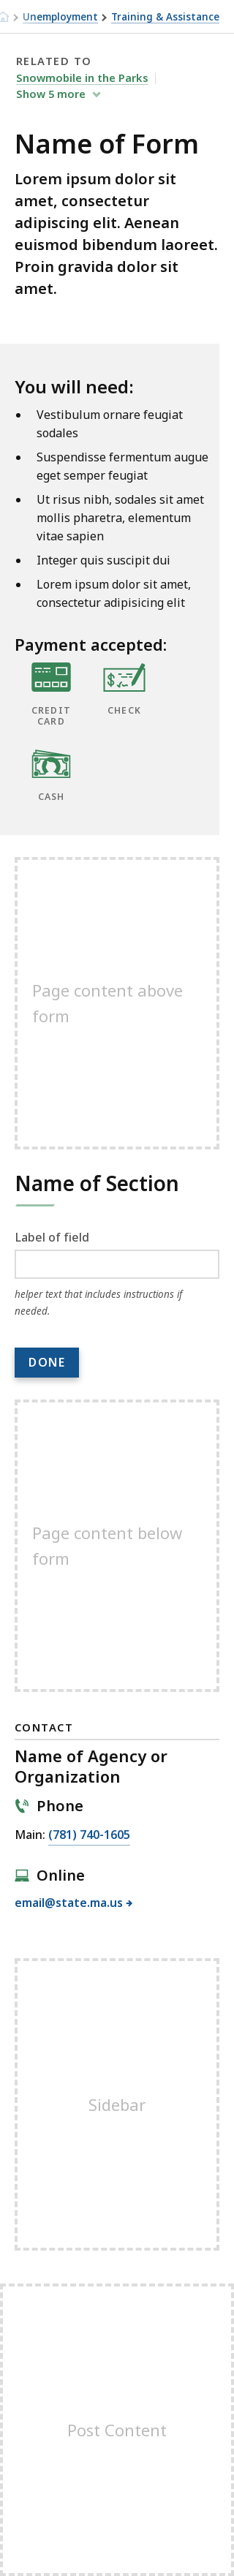 Unemployment > Training & Assistance
RELATED TO
Snowmobile in the Parks
Show 5 more
Name of Form
Lorem ipsum dolor sit
amet, consectetur
adipiscing elit. Aenean
euismod bibendum laoreet.
Proin gravida dolor sit
amet.
You will need:
• Vestibulum ornare feugiat
sodales
• Suspendisse fermentum augue
eget semper feugiat
• Ut risus nibh, sodales sit amet
mollis pharetra, elementum
vitae sapien
• Integer quis suscipit dui
• Lorem ipsum dolor sit amet,
consectetur adipisicing elit
Payment accepted:
CREDIT
CARD
CHECK
CASH
Page content above
form
Name of Section
Label of field
helper text that includes instructions if
needed.
DONE
Page content below
form
CONTACT
Name of Agency or
Organization
Phone
Main: (781) 740-1605
Online
email@state.ma.us
Sidebar
Post Content